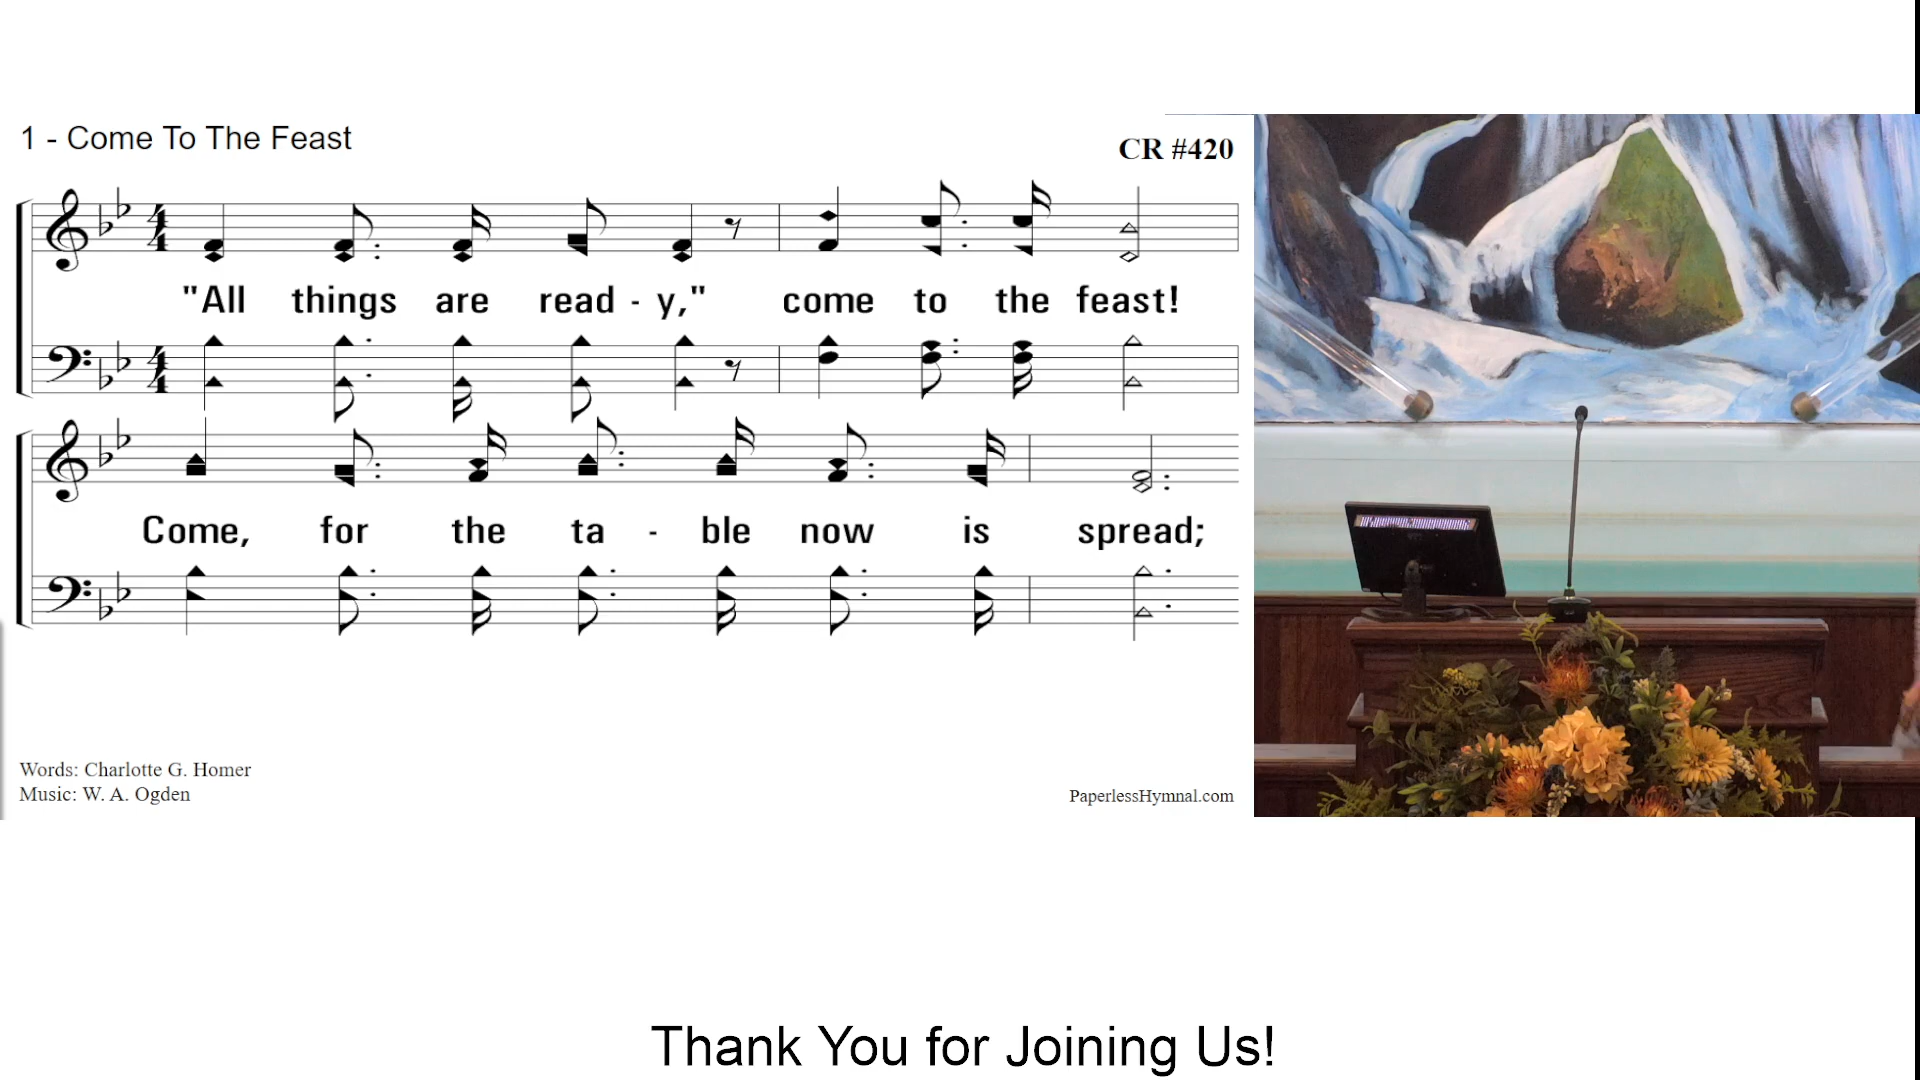 1 - Come To The Feast
CR #420
"All things are read - y," come to the feast!
Come, for the ta - ble now is spread;
Words: Charlotte G. Homer
Music: W. A. Ogden
PaperlessHymnal.com
Thank You for Joining Us!